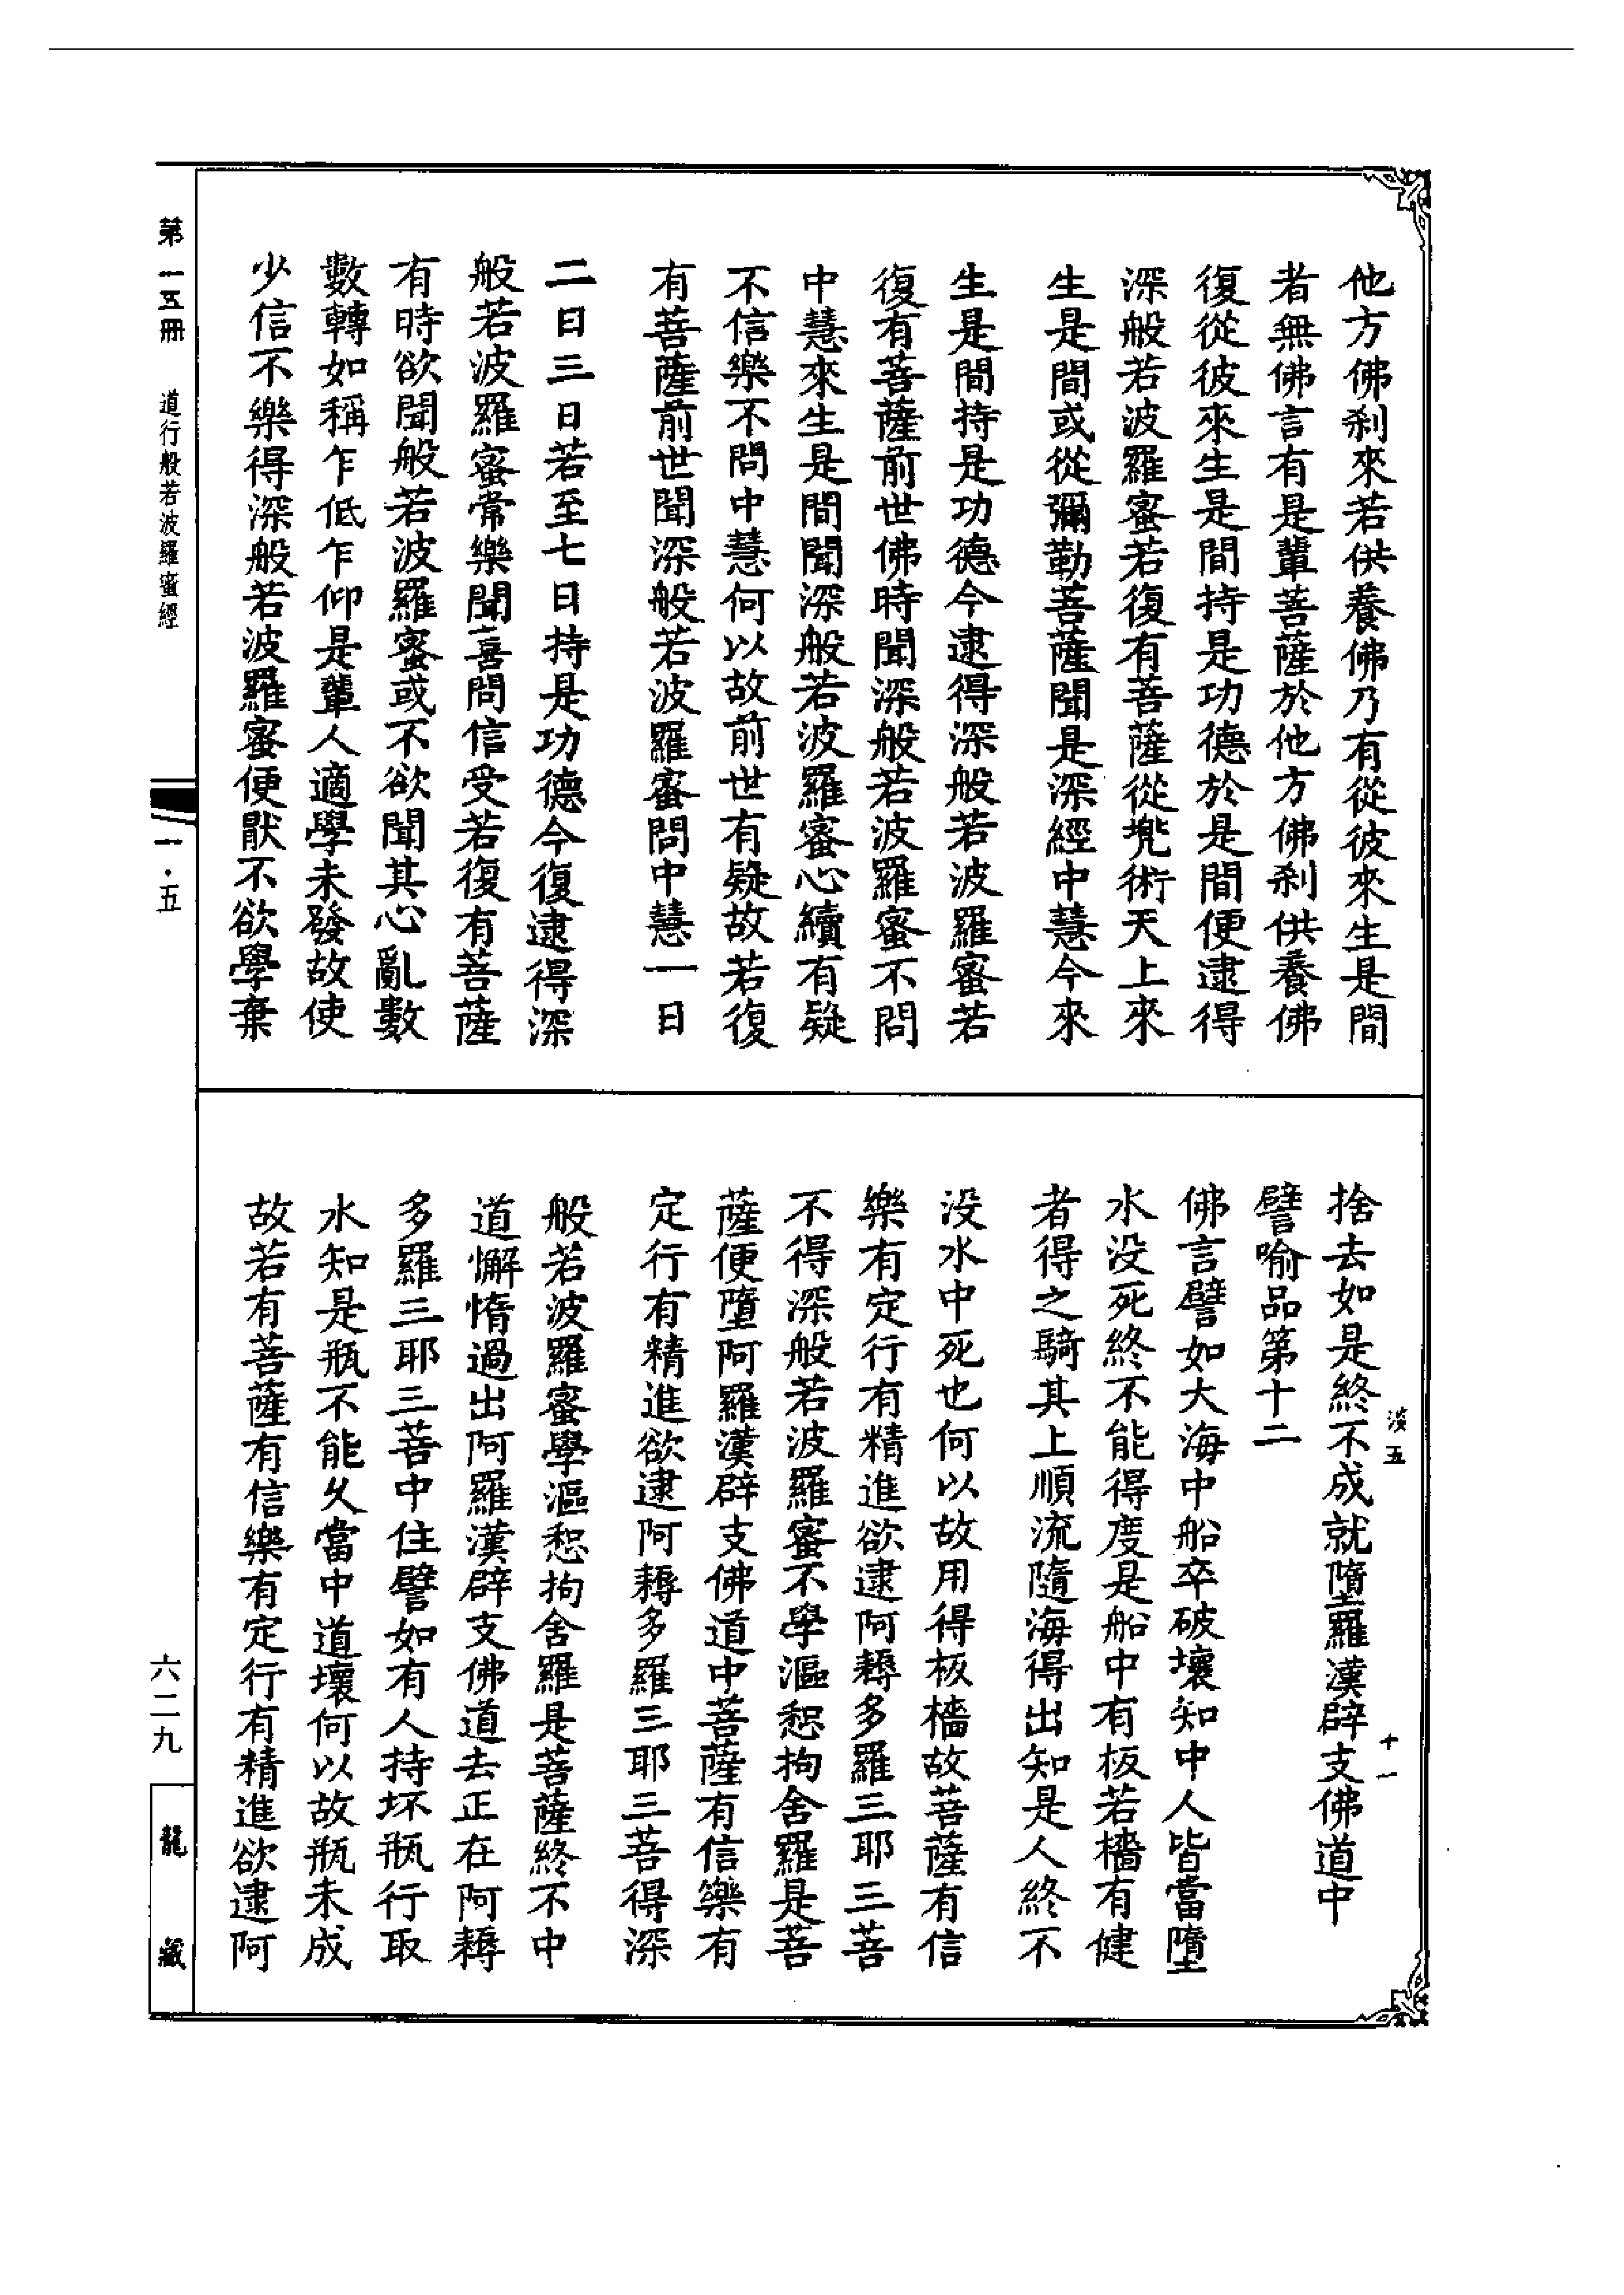 他方佛剎來若供養佛乃有從彼來生是間
者無佛言有是輩菩薩於他方佛剎供養佛
復從彼來生是間持是功德於是間便逮得
深般若波羅蜜若復有菩薩從兜術天上來
生是間或從彌勒菩薩聞是深經中慧今來
生是間持是功德今逮得深般若波羅蜜若
復有菩薩前世佛時聞深般若波羅蜜不問
中慧來生是間聞深般若波羅蜜心續有疑
不信樂不問中慧何以故前世有疑故若復
有菩薩前世聞深般若波羅蜜問中慧一日
二日三日若至七日持是功德今復逮得深
般若波羅蜜常樂聞喜問信受若復有菩薩
有時欲聞般若波羅蜜或不欲聞其心亂數
數轉如稱乍低乍仰是輩人適學未發故使
少信不樂得深般若波羅蜜便猒不欲學棄
捨去如是終不成就墮羅漢辟支佛道中
譬喻品第十二
佛言譬如大海中船卒破壞知中人皆當墮
水没死終不能得度是船中有板若檣有健
者得之騎其上順流隨海得出知是人終不
没水中死也何以故用得板檣故菩薩有信
樂有定行有精進欲逮阿耨多羅三耶三菩
不得深般若波羅蜜不學漚惒拘舍羅是菩
薩便墮阿羅漢辟支佛道中菩薩有信樂有
定行有精進欲逮阿耨多羅三耶三菩得深
般若波羅蜜學漚惒拘舍羅是菩薩終不中
道懈惰過出阿羅漢辟支佛道去正在阿耨
多羅三耶三菩中住譬如有人持坏瓶行取
水知是瓶不能久當中道壞何以故瓶未成
故若有菩薩有信樂有定行有精進欲逮阿
淡五
十一
第一五冊 道行般若波羅蜜經
一·五
六二九
龍藏